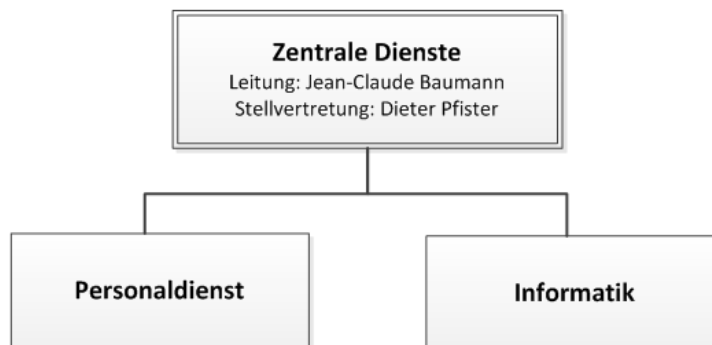 Zentrale Dienste
Leitung: Jean-Claude Baumann
Stellvertretung: Dieter Pfister
Personaldienst
Informatik